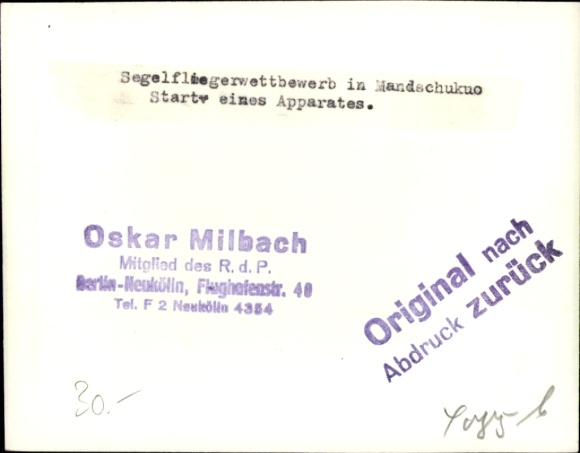 Segelfliegerwettbewerb in Mandschukuo
Start eines Apparates.
Oskar Milbach
Mitglied des R. d. P.
Berlin-Neukölln, Flughafenstr. 40
Tel. F 2 Neukölln 4354
Original nach
Abdruck zurück
30.-